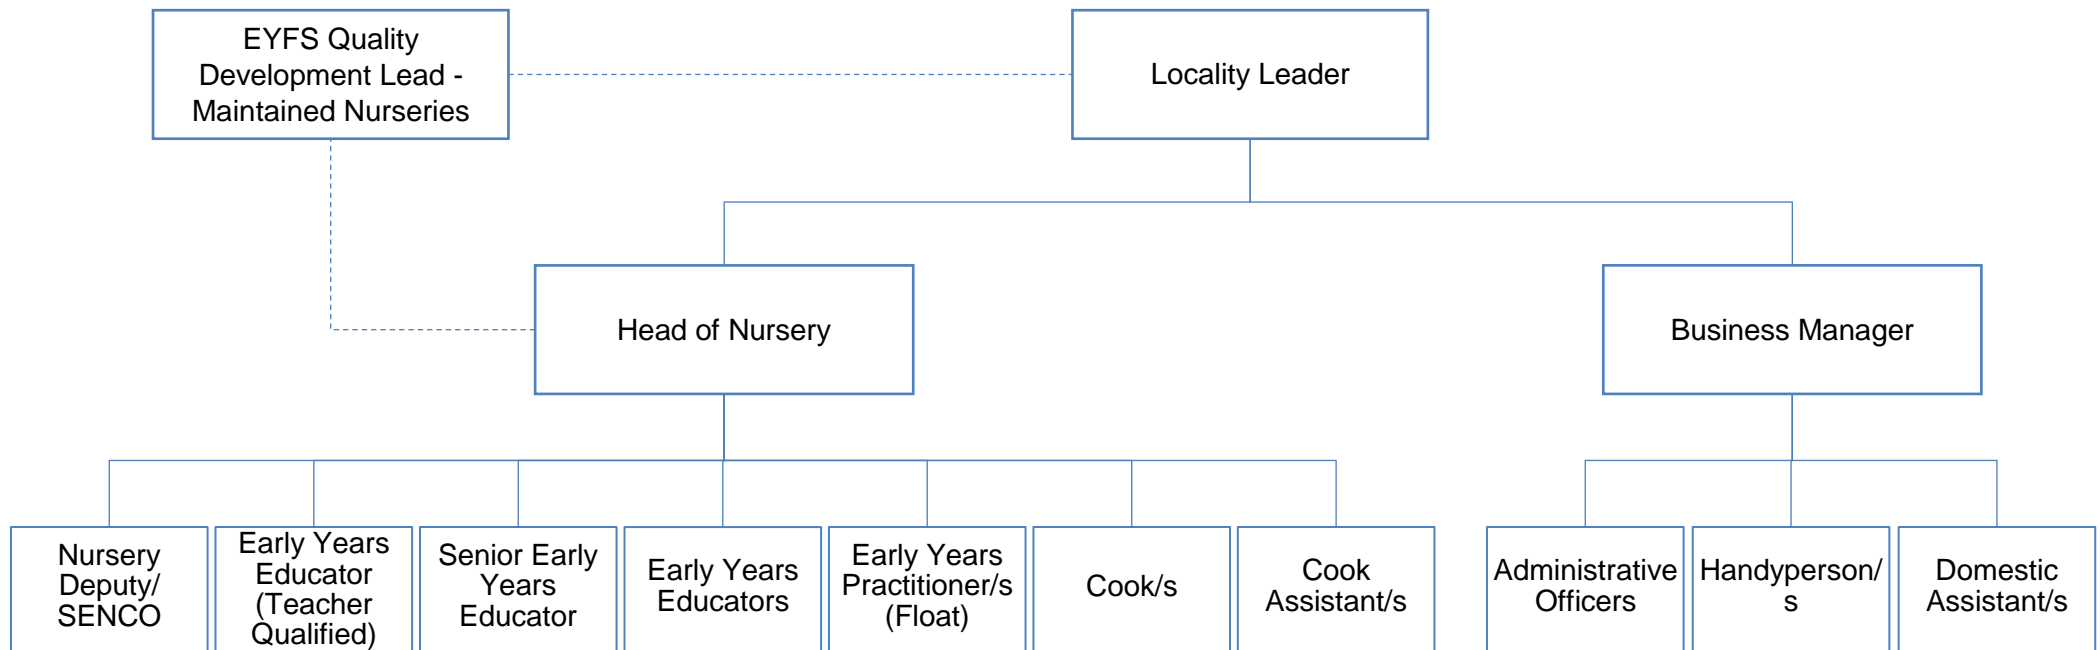 EYFS Quality
Development Lead -
Maintained Nurseries
Locality Leader
Head of Nursery
Business Manager
Nursery
Deputy/
SENCO
Early Years
Educator
(Teacher
Qualified)
Senior Early
Years
Educator
Early Years
Educators
Early Years
Practitioner/s
(Float)
Cook/s
Cook
Assistant/s
Administrative
Officers
Handyperson/
s
Domestic
Assistant/s